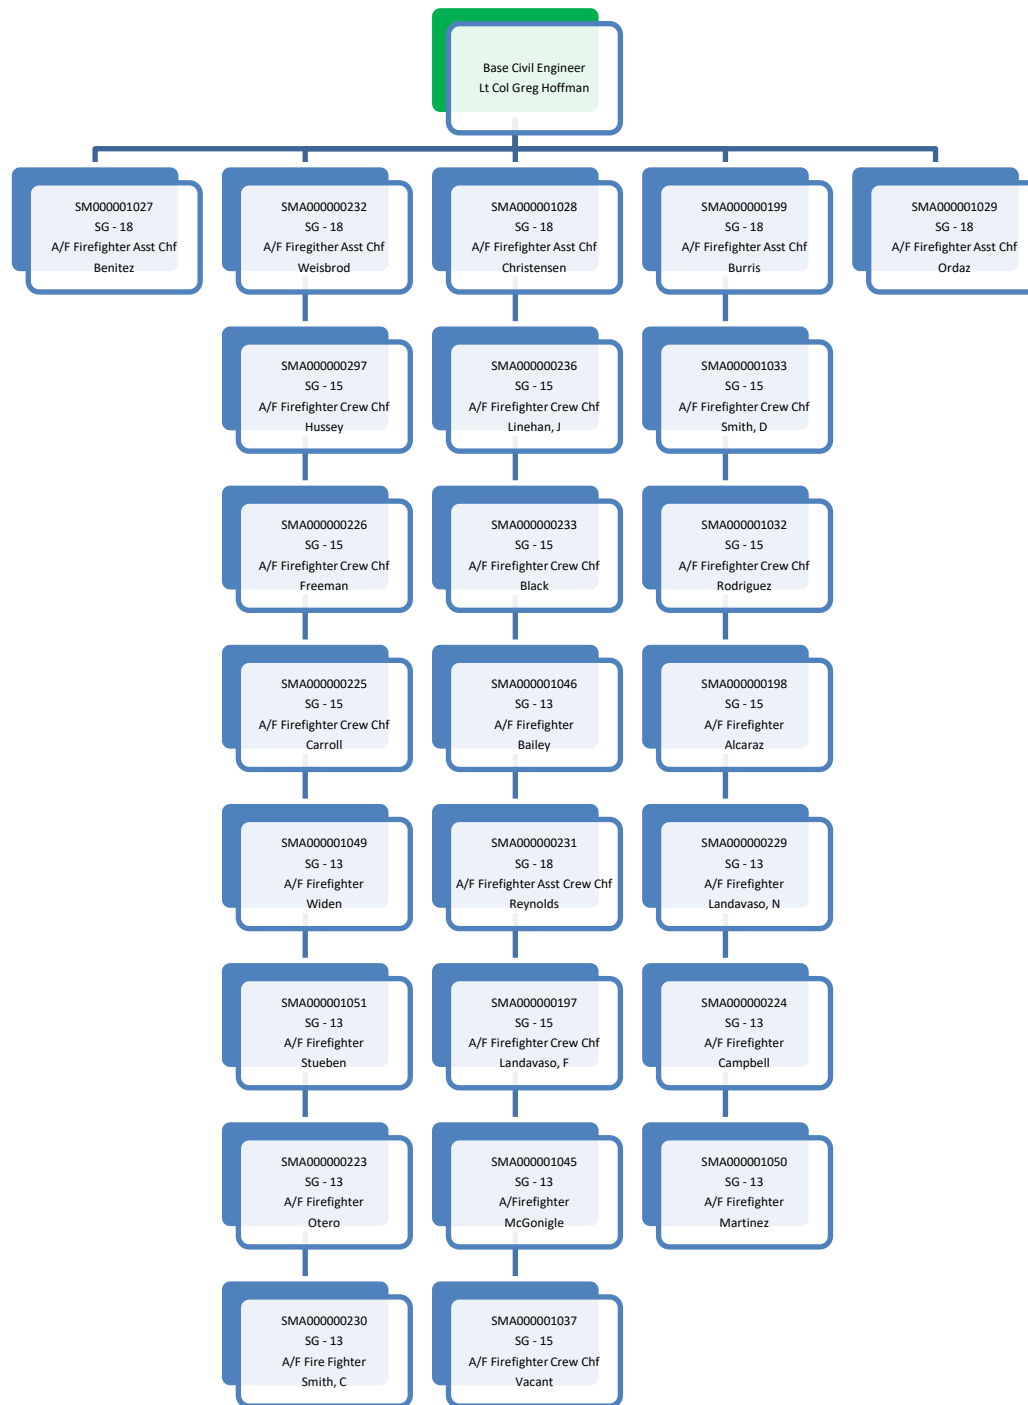 Base Civil Engineer
Lt Col Greg Hoffman
SM000001027
SG - 18
A/F Firefighter Asst Chf
Benitez
SMA000000232
SG - 18
A/F Firegither Asst Chf
Weisbrod
SMA000001028
SG - 18
A/F Firefighter Asst Chf
Christensen
SMA000000199
SG - 18
A/F Firefighter Asst Chf
Burris
SMA000001029
SG - 18
A/F Firefighter Asst Chf
Ordaz
SMA000000297
SG - 15
A/F Firefighter Crew Chf
Hussey
SMA000000236
SG - 15
A/F Firefighter Crew Chf
Linehan, J
SMA000001033
SG - 15
A/F Firefighter Crew Chf
Smith, D
SMA000000226
SG - 15
A/F Firefighter Crew Chf
Freeman
SMA000000233
SG - 15
A/F Firefighter Crew Chf
Black
SMA000001032
SG - 15
A/F Firefighter Crew Chf
Rodriguez
SMA000000225
SG - 15
A/F Firefighter Crew Chf
Carroll
SMA000001046
SG - 13
A/F Firefighter
Bailey
SMA000000198
SG - 15
A/F Firefighter
Alcaraz
SMA000001049
SG - 13
A/F Firefighter
Widen
SMA000000231
SG - 18
A/F Firefighter Asst Crew Chf
Reynolds
SMA000000229
SG - 13
A/F Firefighter
Landavaso, N
SMA000001051
SG - 13
A/F Firefighter
Stueben
SMA000000197
SG - 15
A/F Firefighter Crew Chf
Landavaso, F
SMA000000224
SG - 13
A/F Firefighter
Campbell
SMA000000223
SG - 13
A/F Firefighter
Otero
SMA000001045
SG - 13
A/Firefighter
McGonigle
SMA000001050
SG - 13
A/F Firefighter
Martinez
SMA000000230
SG - 13
A/F Fire Fighter
Smith, C
SMA000001037
SG - 15
A/F Firefighter Crew Chf
Vacant